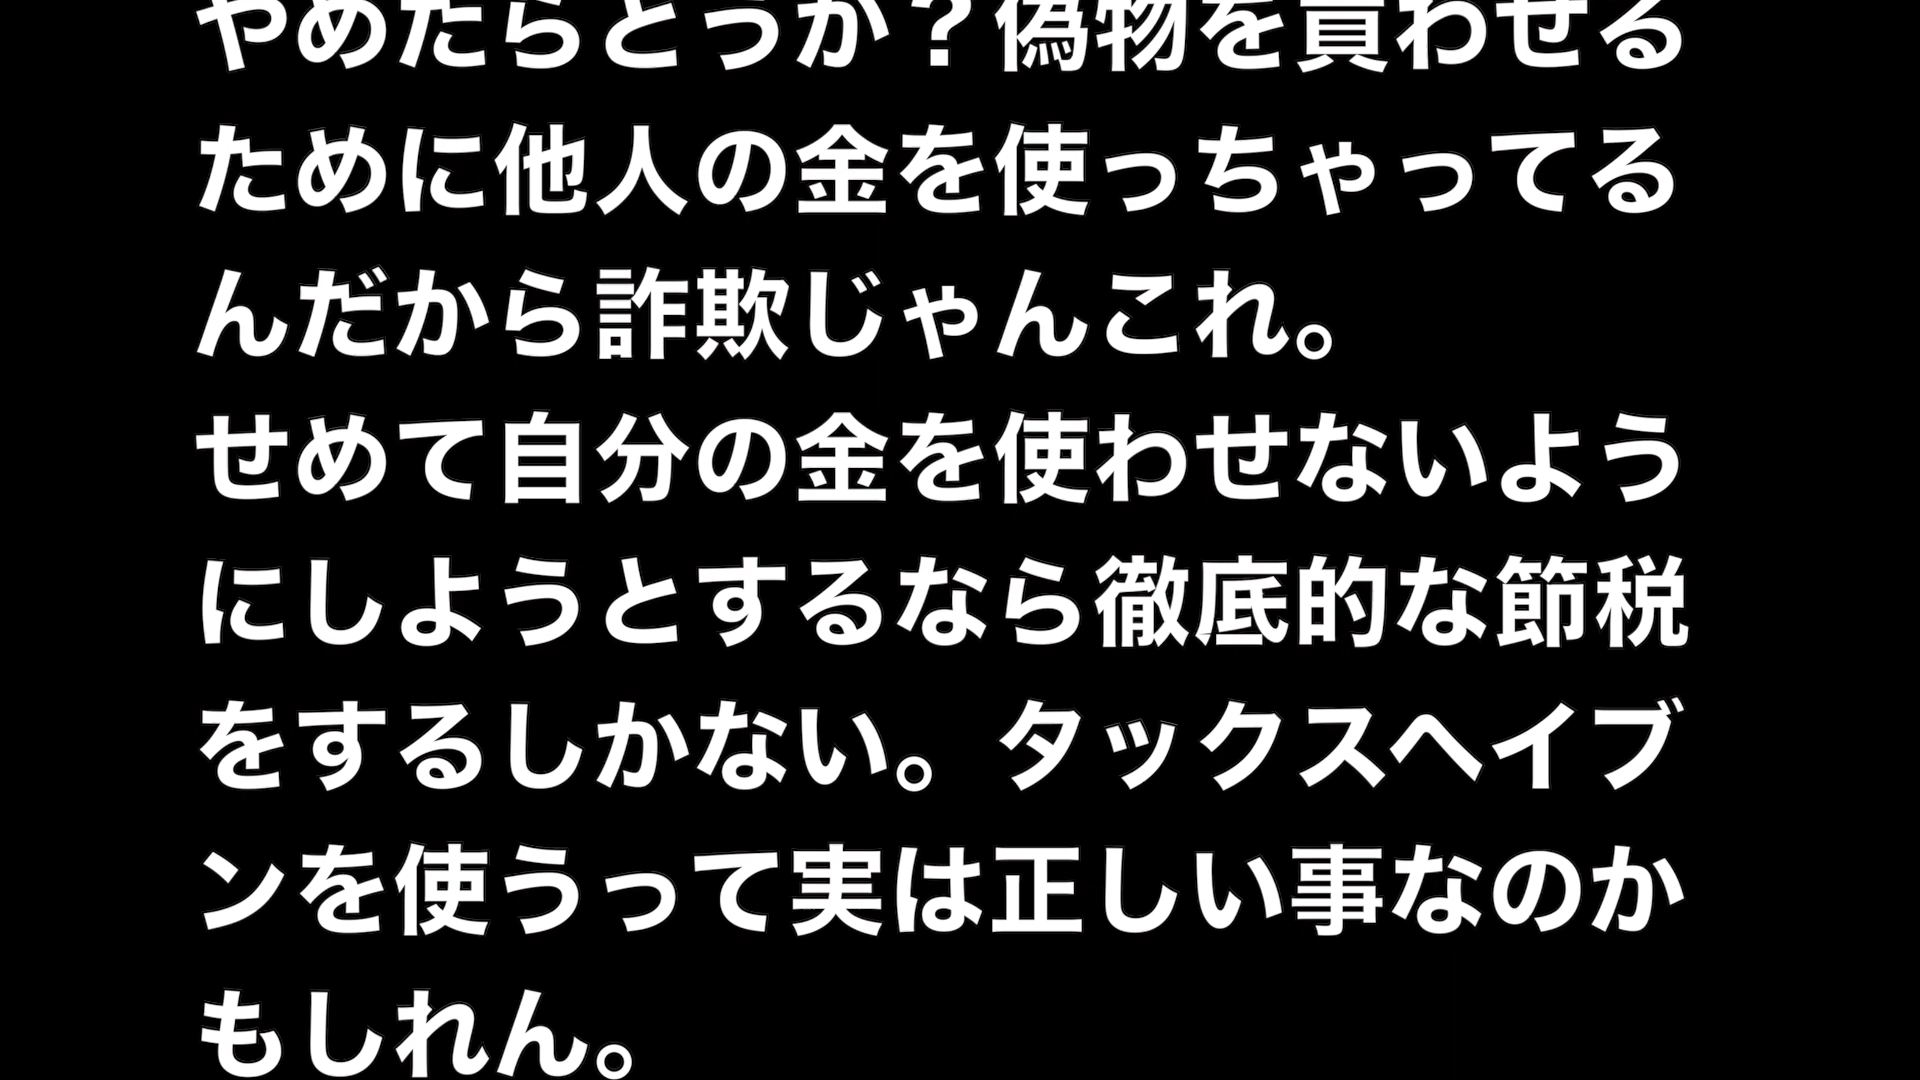 やめたらどうか？偽物を買わせる
ために他人の金を使っちゃってる
んだから詐欺じゃんこれ。
せめて自分の金を使わせないよう
にしようとするなら徹底的な節税
をするしかない。タックスヘイブ
ンを使うって実は正しい事なのか
もしれん。